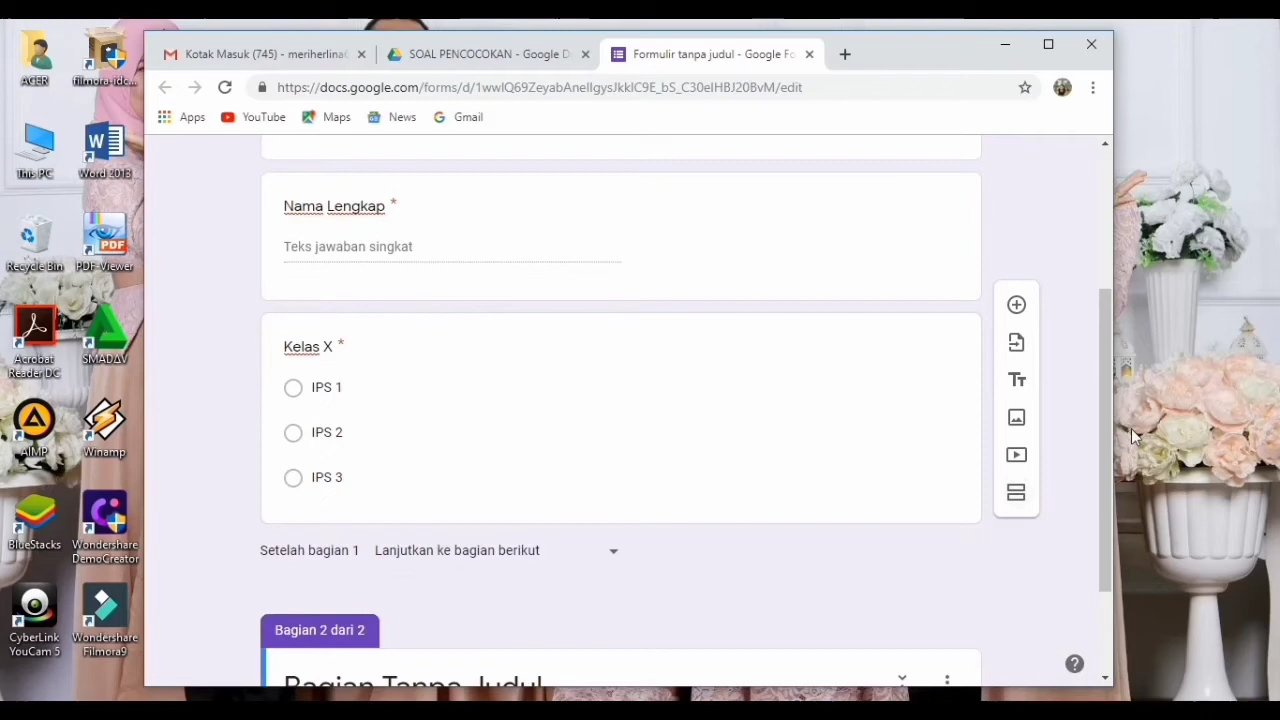 Kotak Masuk (745) - meriherlina
SOAL PENCOCOKAN - Google D
Formulir tanpa judul - Google Fo
https://docs.google.com/forms/d/1wwlQ69ZeyabAnellgysJkklC9E_bS_C30elHBJ20BvM/edit
Apps
YouTube
Maps
News
Gmail
ACER
filmora-idc...
This PC
Word 2013
Recycle Bin
PDF-Viewer
Acrobat Reader DC
SMADAV
AIMP
Winamp
BlueStacks
Wondershare DemoCreator
CyberLink YouCam 5
Wondershare Filmora9
PDF
Nama Lengkap *
Teks jawaban singkat
Kelas X *
IPS 1
IPS 2
IPS 3
Setelah bagian 1 Lanjutkan ke bagian berikut
Bagian 2 dari 2
Bagian Tanpa Judul